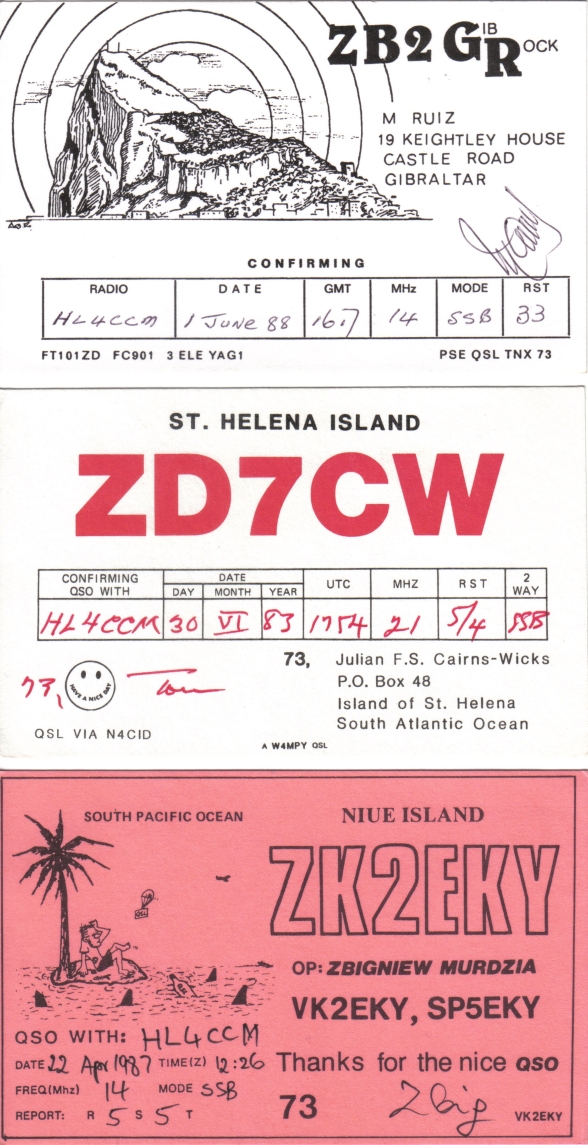 ZB2 GIB ROCK
M RUIZ
19 KEIGHTLEY HOUSE
CASTLE ROAD
GIBRALTAR
CONFIRMING
RADIO DATE GMT MHz MODE RST
HL4CCM 1 JUNE 88 1617 14 SSB 33
FT101ZD FC901 3 ELE YAG1 PSE QSL TNX 73
ST. HELENA ISLAND
ZD7CW
CONFIRMING QSO WITH DATE DAY MONTH YEAR UTC MHZ RST 2 WAY
HL4CCM 30 VI 83 1754 21 5/4 SSB
73,
HAVE A NICE DAY
Tom
73, Julian F.S. Cairns-Wicks
P.O. Box 48
Island of St. Helena
South Atlantic Ocean
QSL VIA N4CID
A W4MPY QSL
SOUTH PACIFIC OCEAN
NIUE ISLAND
ZK2EKY
QSL
OP: ZBIGNIEW MURDZIA
VK2EKY, SP5EKY
QSO WITH: HL4CCM
DATE 22 Apr 1987 TIME(Z) 12:26
Thanks for the nice QSO
FREQ(Mhz) 14 MODE SSB
REPORT: R 5 S 5 T
73 Zbig VK2EKY